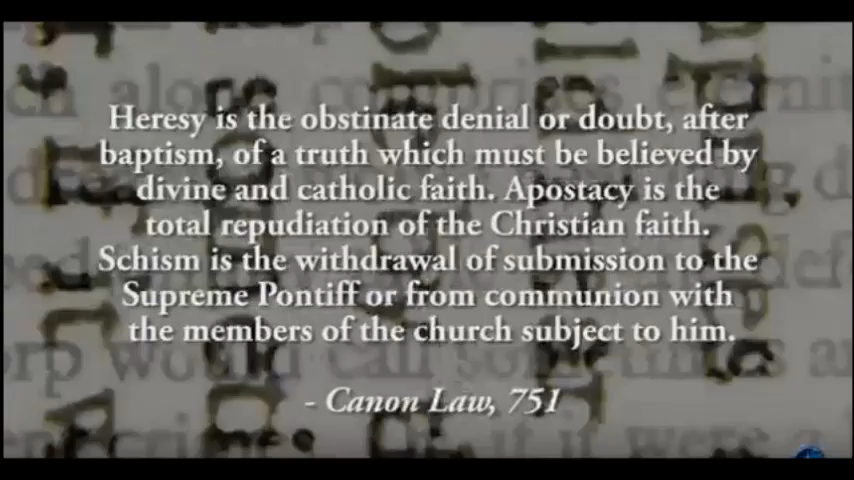 Heresy is the obstinate denial or doubt, after
baptism, of a truth which must be believed by
divine and catholic faith. Apostacy is the
total repudiation of the Christian faith.
Schism is the withdrawal of submission to the
Supreme Pontiff or from communion with
the members of the church subject to him.
- Canon Law, 751